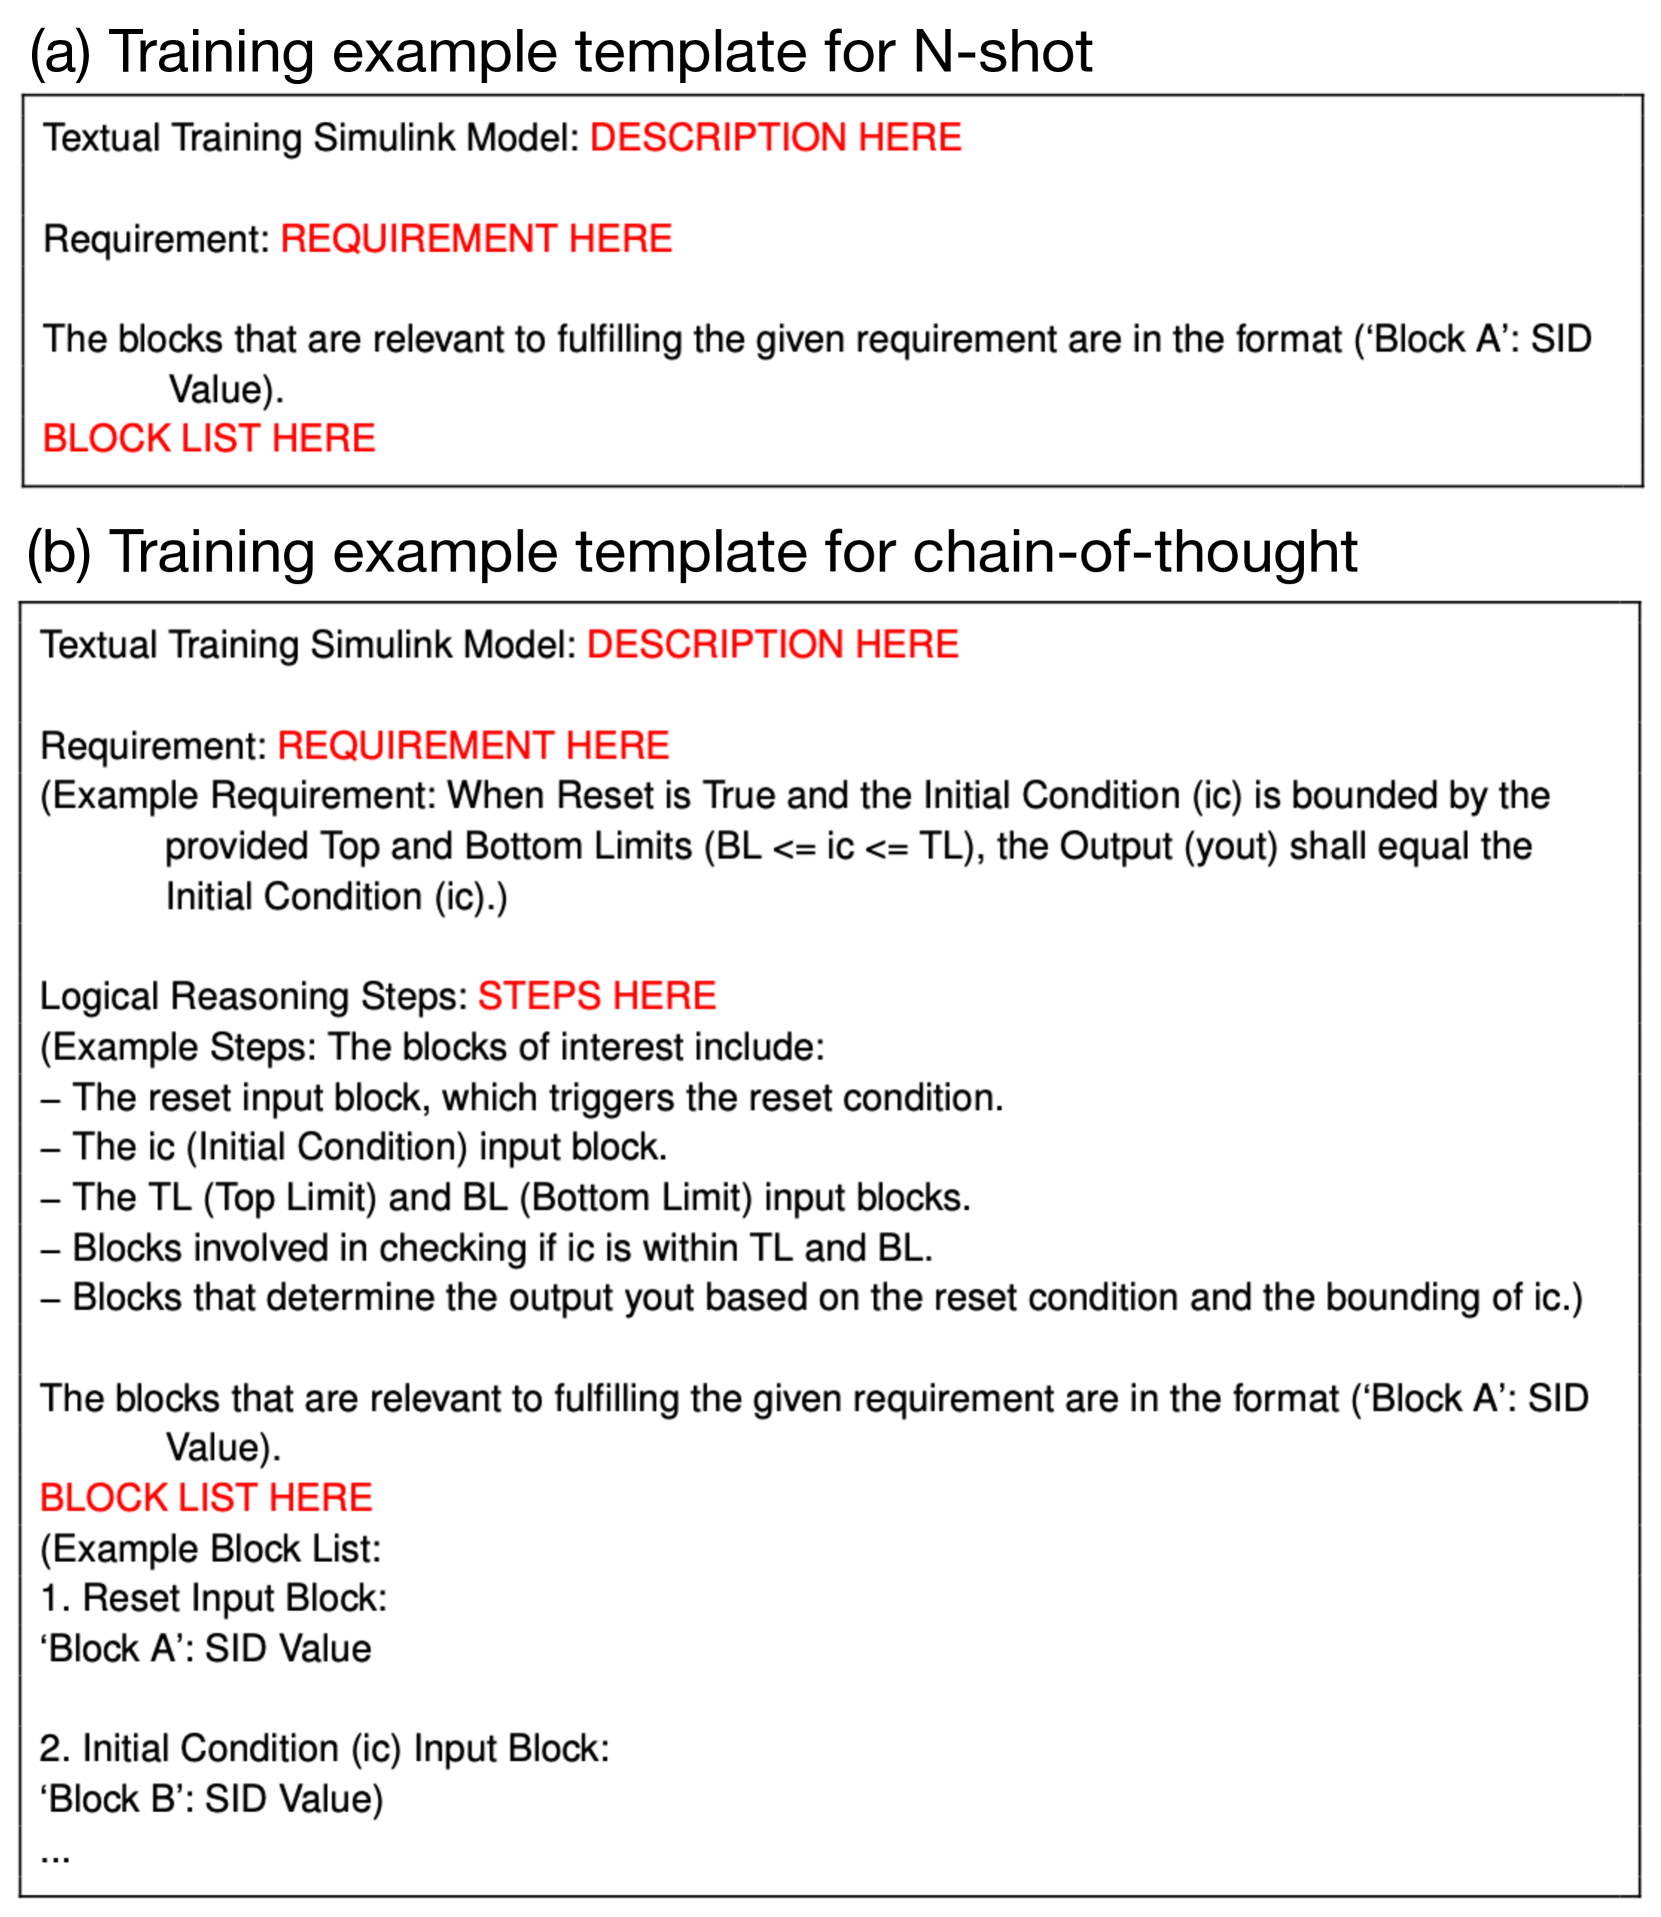 (a) Training example template for N-shot
Textual Training Simulink Model: DESCRIPTION HERE
Requirement: REQUIREMENT HERE
The blocks that are relevant to fulfilling the given requirement are in the format (‘Block A’: SID
Value).
BLOCK LIST HERE
(b) Training example template for chain-of-thought
Textual Training Simulink Model: DESCRIPTION HERE
Requirement: REQUIREMENT HERE
(Example Requirement: When Reset is True and the Initial Condition (ic) is bounded by the
provided Top and Bottom Limits (BL <= ic <= TL), the Output (yout) shall equal the
Initial Condition (ic).)
Logical Reasoning Steps: STEPS HERE
(Example Steps: The blocks of interest include:
– The reset input block, which triggers the reset condition.
– The ic (Initial Condition) input block.
– The TL (Top Limit) and BL (Bottom Limit) input blocks.
– Blocks involved in checking if ic is within TL and BL.
– Blocks that determine the output yout based on the reset condition and the bounding of ic.)
The blocks that are relevant to fulfilling the given requirement are in the format (‘Block A’: SID
Value).
BLOCK LIST HERE
(Example Block List:
1. Reset Input Block:
‘Block A’: SID Value
2. Initial Condition (ic) Input Block:
‘Block B’: SID Value)
...